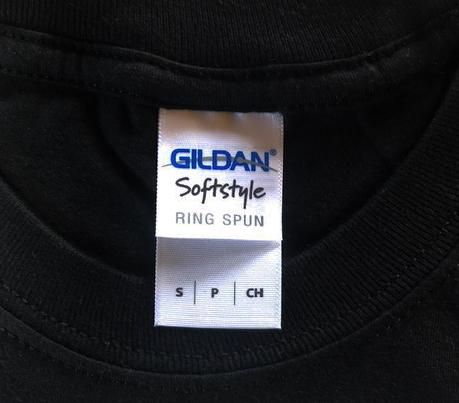 GILDAN®
Softstyle
RING SPUN
S | P | CH